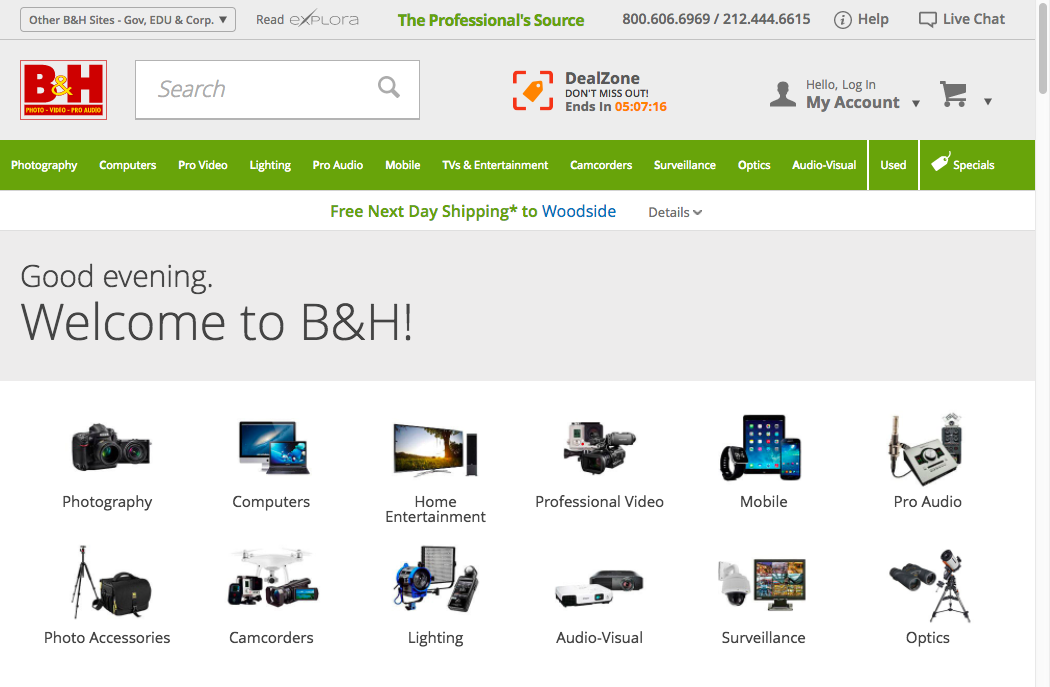 Other B&H Sites - Gov, EDU & Corp. ▼
Read explora
The Professional's Source
800.606.6969 / 212.444.6615
Help
Live Chat
B&H
PHOTO - VIDEO - PRO AUDIO
Search
DealZone
DON'T MISS OUT!
Ends In 05:07:16
Hello, Log In
My Account ▼
Photography
Computers
Pro Video
Lighting
Pro Audio
Mobile
TVs & Entertainment
Camcorders
Surveillance
Optics
Audio-Visual
Used
Specials
Free Next Day Shipping* to Woodside
Details
Good evening.
Welcome to B&H!
Photography
Computers
Home
Entertainment
Professional Video
Mobile
Pro Audio
Photo Accessories
Camcorders
Lighting
Audio-Visual
Surveillance
Optics